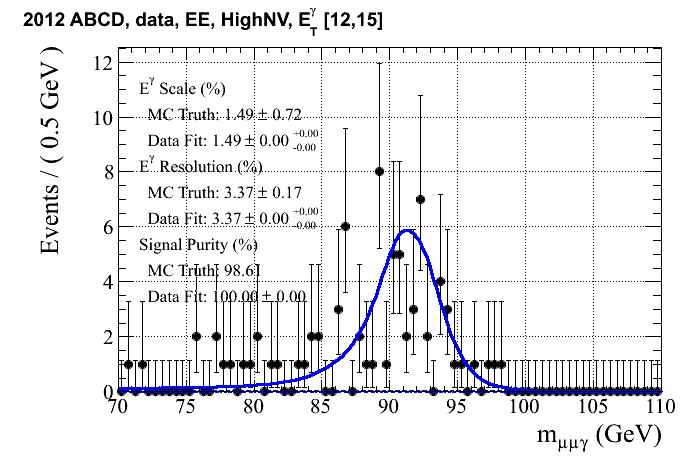 2012 ABCD, data, EE, HighNV, E_T^γ [12,15]
Events / ( 0.5 GeV )
12
10
8
6
4
2
0
E^γ Scale (%)
MC Truth: 1.49 ± 0.72
Data Fit: 1.49 ± 0.00 +0.00 -0.00
E^γ Resolution (%)
MC Truth: 3.37 ± 0.17
Data Fit: 3.37 ± 0.00 +0.00 -0.00
Signal Purity (%)
MC Truth: 98.61
Data Fit: 100.00 ± 0.00
70 75 80 85 90 95 100 105 110
m_μμγ (GeV)